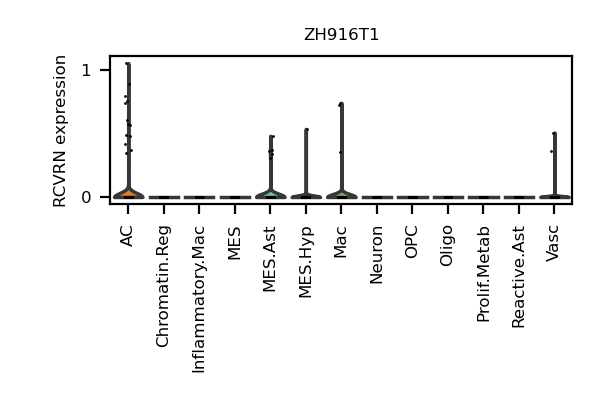 ZH916T1
RCVRN expression
1
0
AC
Chromatin.Reg
Inflammatory.Mac
MES
MES.Ast
MES.Hyp
Mac
Neuron
OPC
Oligo
Prolif.Metab
Reactive.Ast
Vasc